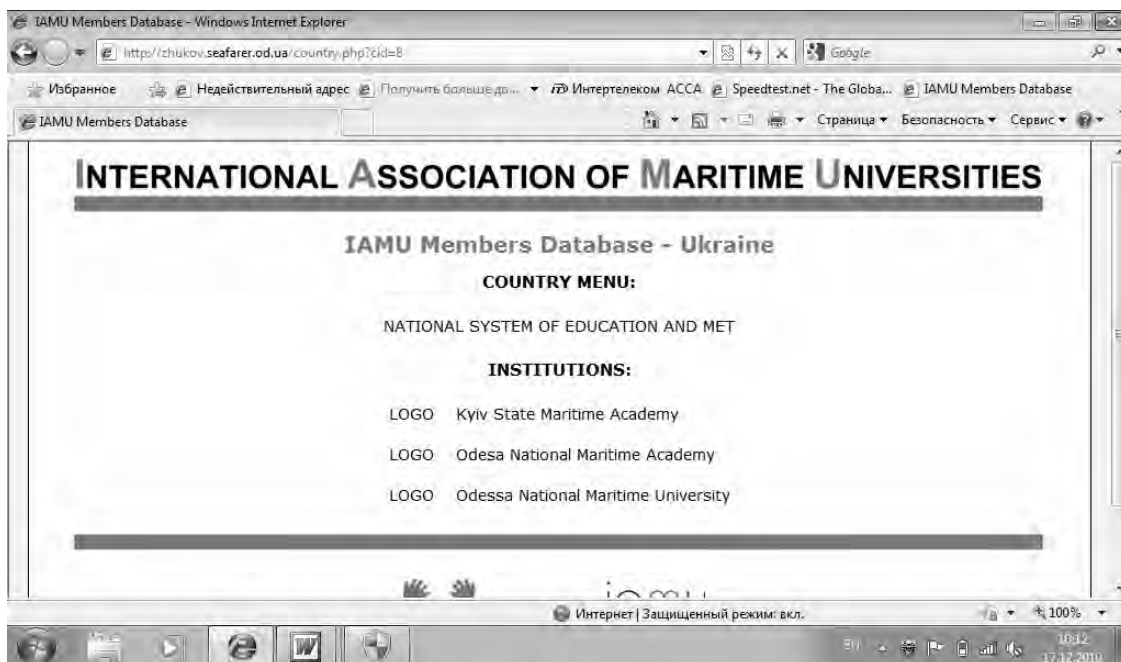 IAMU Members Database - Windows Internet Explorer
http://zhukov.seafarer.od.ua/country.php?cid=8
Google
Избранное Недействительный адрес Получить больше до... Интертелеком АССА Speedtest.net - The Globa... IAMU Members Database
IAMU Members Database Страница Безопасность Сервис
INTERNATIONAL ASSOCIATION OF MARITIME UNIVERSITIES
IAMU Members Database - Ukraine
COUNTRY MENU:
NATIONAL SYSTEM OF EDUCATION AND MET
INSTITUTIONS:
LOGO Kyiv State Maritime Academy
LOGO Odesa National Maritime Academy
LOGO Odessa National Maritime University
iamu
Интернет | Защищенный режим: вкл. 100%
EN 10:12
17.12.2010